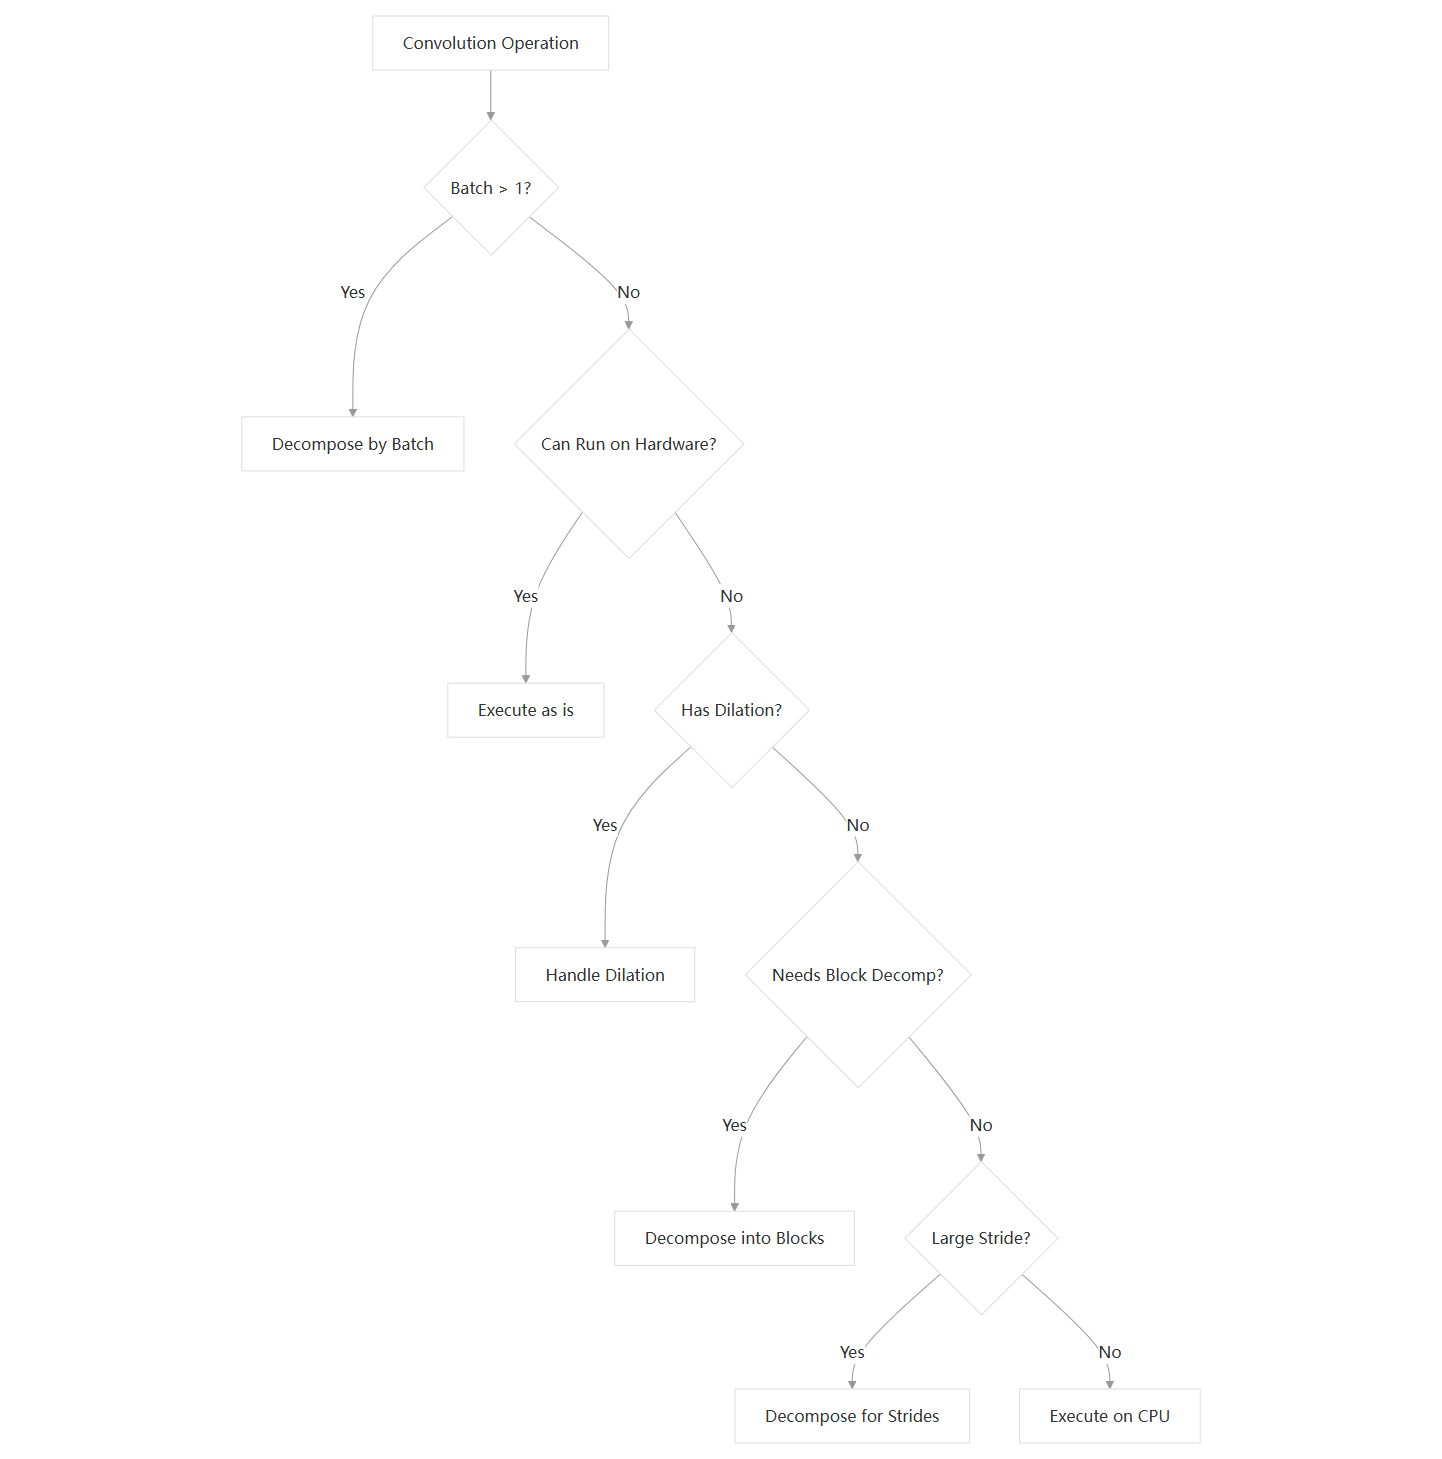 Convolution Operation
Batch > 1?
Yes
No
Decompose by Batch
Can Run on Hardware?
Yes
No
Execute as is
Has Dilation?
Yes
No
Handle Dilation
Needs Block Decomp?
Yes
No
Decompose into Blocks
Large Stride?
Yes
No
Decompose for Strides
Execute on CPU